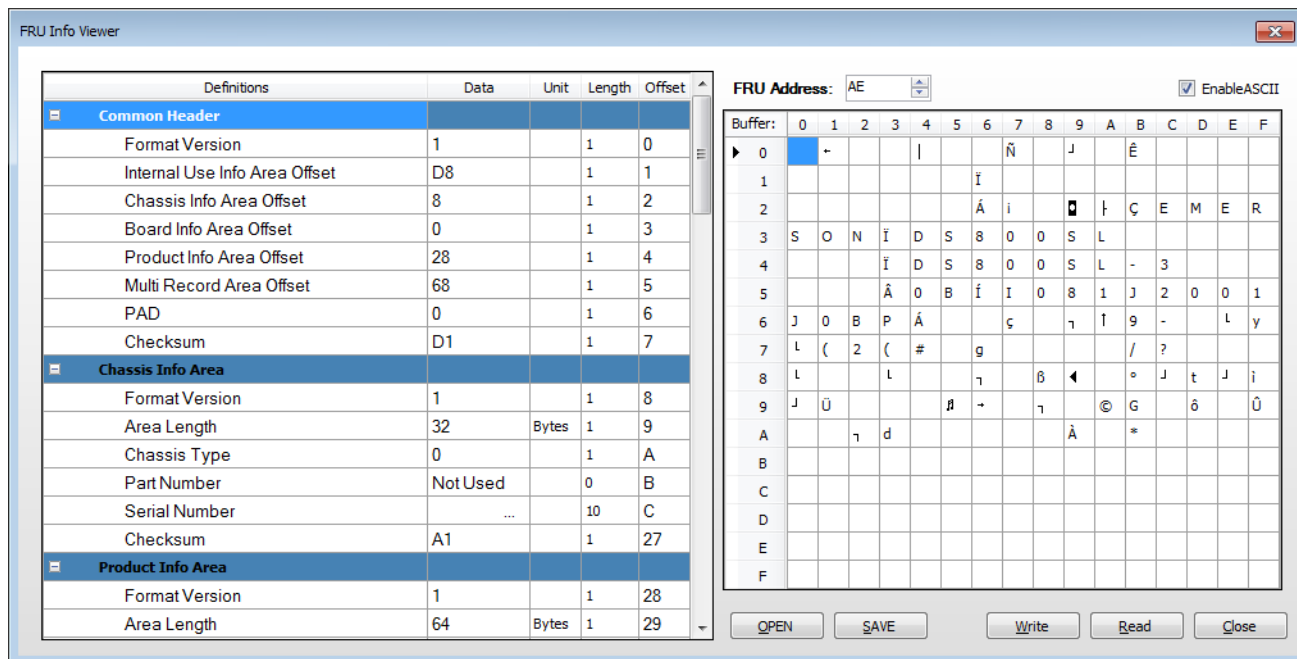 FRU Info Viewer
Definitions Data Unit Length Offset
Common Header
Format Version 1 1 0
Internal Use Info Area Offset D8 1 1
Chassis Info Area Offset 8 1 2
Board Info Area Offset 0 1 3
Product Info Area Offset 28 1 4
Multi Record Area Offset 68 1 5
PAD 0 1 6
Checksum D1 1 7
Chassis Info Area
Format Version 1 1 8
Area Length 32 Bytes 1 9
Chassis Type 0 1 A
Part Number Not Used 0 B
Serial Number ... 10 C
Checksum A1 1 27
Product Info Area
Format Version 1 1 28
Area Length 64 Bytes 1 29
FRU Address: AE EnableASCII
Buffer: 0 1 2 3 4 5 6 7 8 9 A B C D E F
0 ← | Ñ ┘ Ê
1 Ï
2 Á i ◘ ├ Ç E M E R
3 S O N Ï D S 8 0 0 S L
4 Ï D S 8 0 0 S L - 3
5 Â 0 B Í I 0 8 1 J 2 0 0 1
6 J 0 B P Á ç ┐ ↑ 9 - └ y
7 └ ( 2 ( # g / ?
8 └ └ ┐ ß ◄ ° ┘ t ┘ ì
9 ┘ Ü ♫ → ┐ © G ô Û
A ┐ d À *
B
C
D
E
F
OPEN SAVE Write Read Close